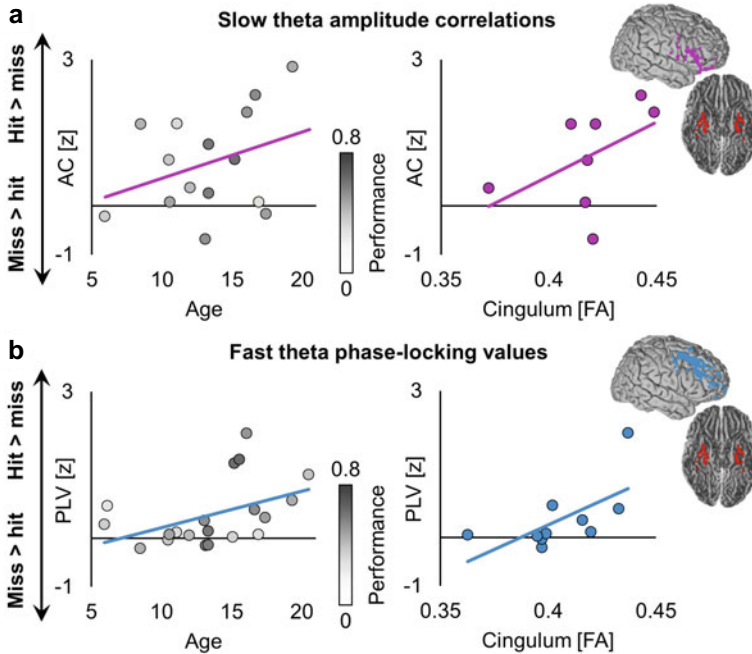 a
Slow theta amplitude correlations
Hit > miss
Miss > hit
AC [z]
3
-1
5
10
15
20
Age
0.8
0
Performance
3
-1
0.35
0.4
0.45
Cingulum [FA]
b
Fast theta phase-locking values
Hit > miss
Miss > hit
PLV [z]
3
-1
5
10
15
20
Age
0.8
0
Performance
PLV [z]
3
-1
0.35
0.4
0.45
Cingulum [FA]